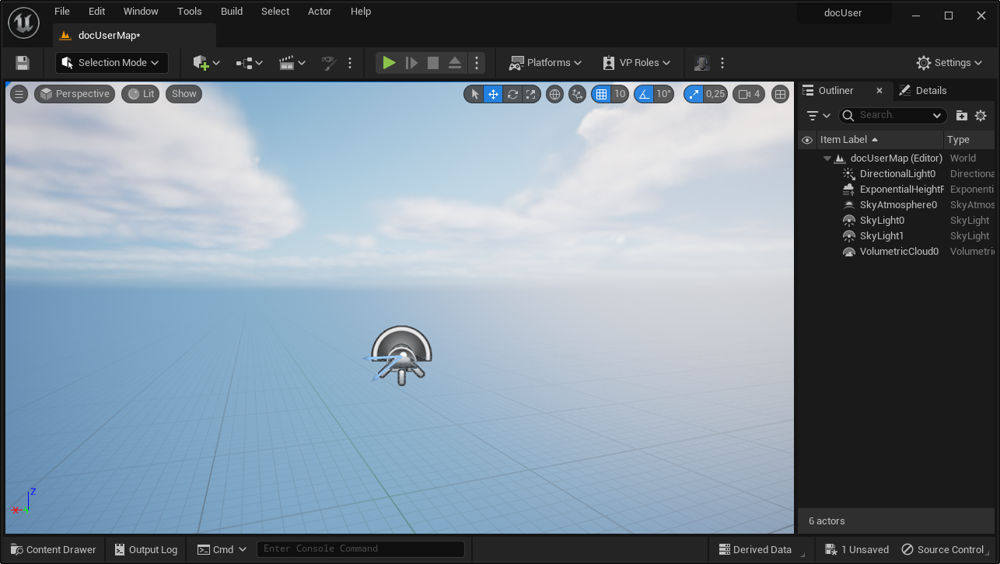 File Edit Window Tools Build Select Actor Help
docUser
docUserMap*
Selection Mode
Platforms
VP Roles
Settings
Perspective
Lit
Show
10
10°
0,25
4
Outliner
Details
Search.
Item Label
Type
docUserMap (Editor) World
DirectionalLight0 Directiona
ExponentialHeightF Exponenti
SkyAtmosphere0 SkyAtmos
SkyLight0 SkyLight
SkyLight1 SkyLight
VolumetricCloud0 Volumetric
Z
X
6 actors
Content Drawer
Output Log
Cmd
Enter Console Command
Derived Data
1 Unsaved
Source Control